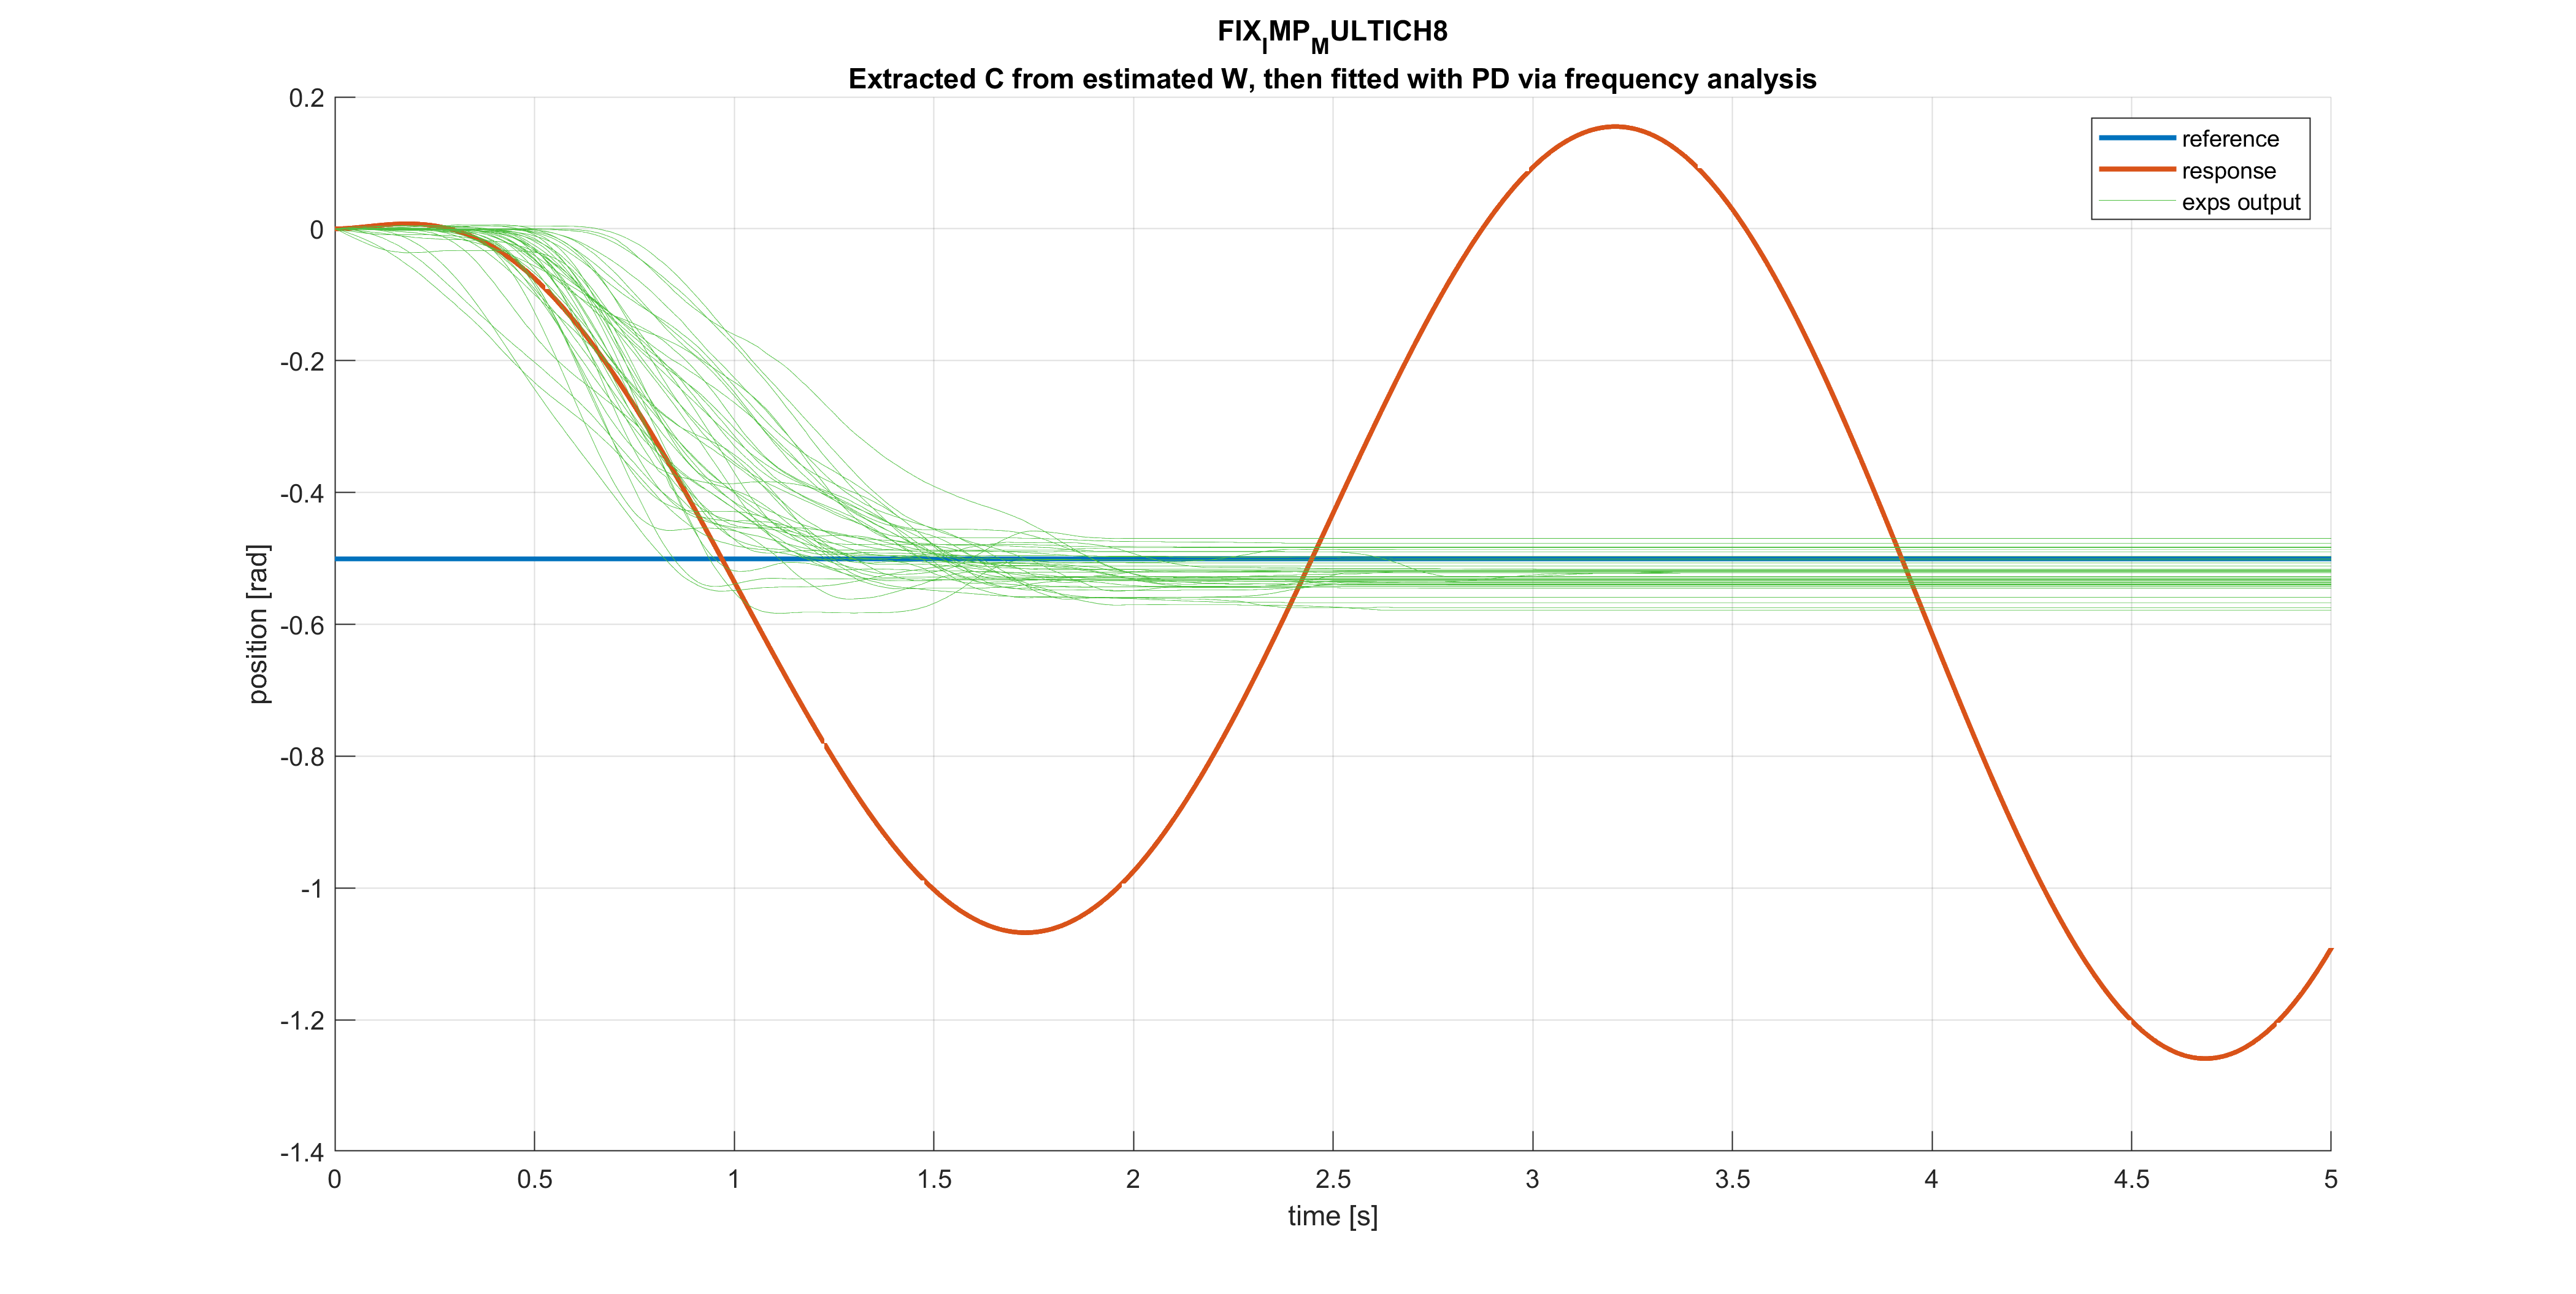 FIX_IMP_MULTICH8
Extracted C from estimated W, then fitted with PD via frequency analysis
reference
response
exps output
0.2
0
-0.2
-0.4
-0.6
-0.8
-1
-1.2
-1.4
position [rad]
0 0.5 1 1.5 2 2.5 3 3.5 4 4.5 5
time [s]